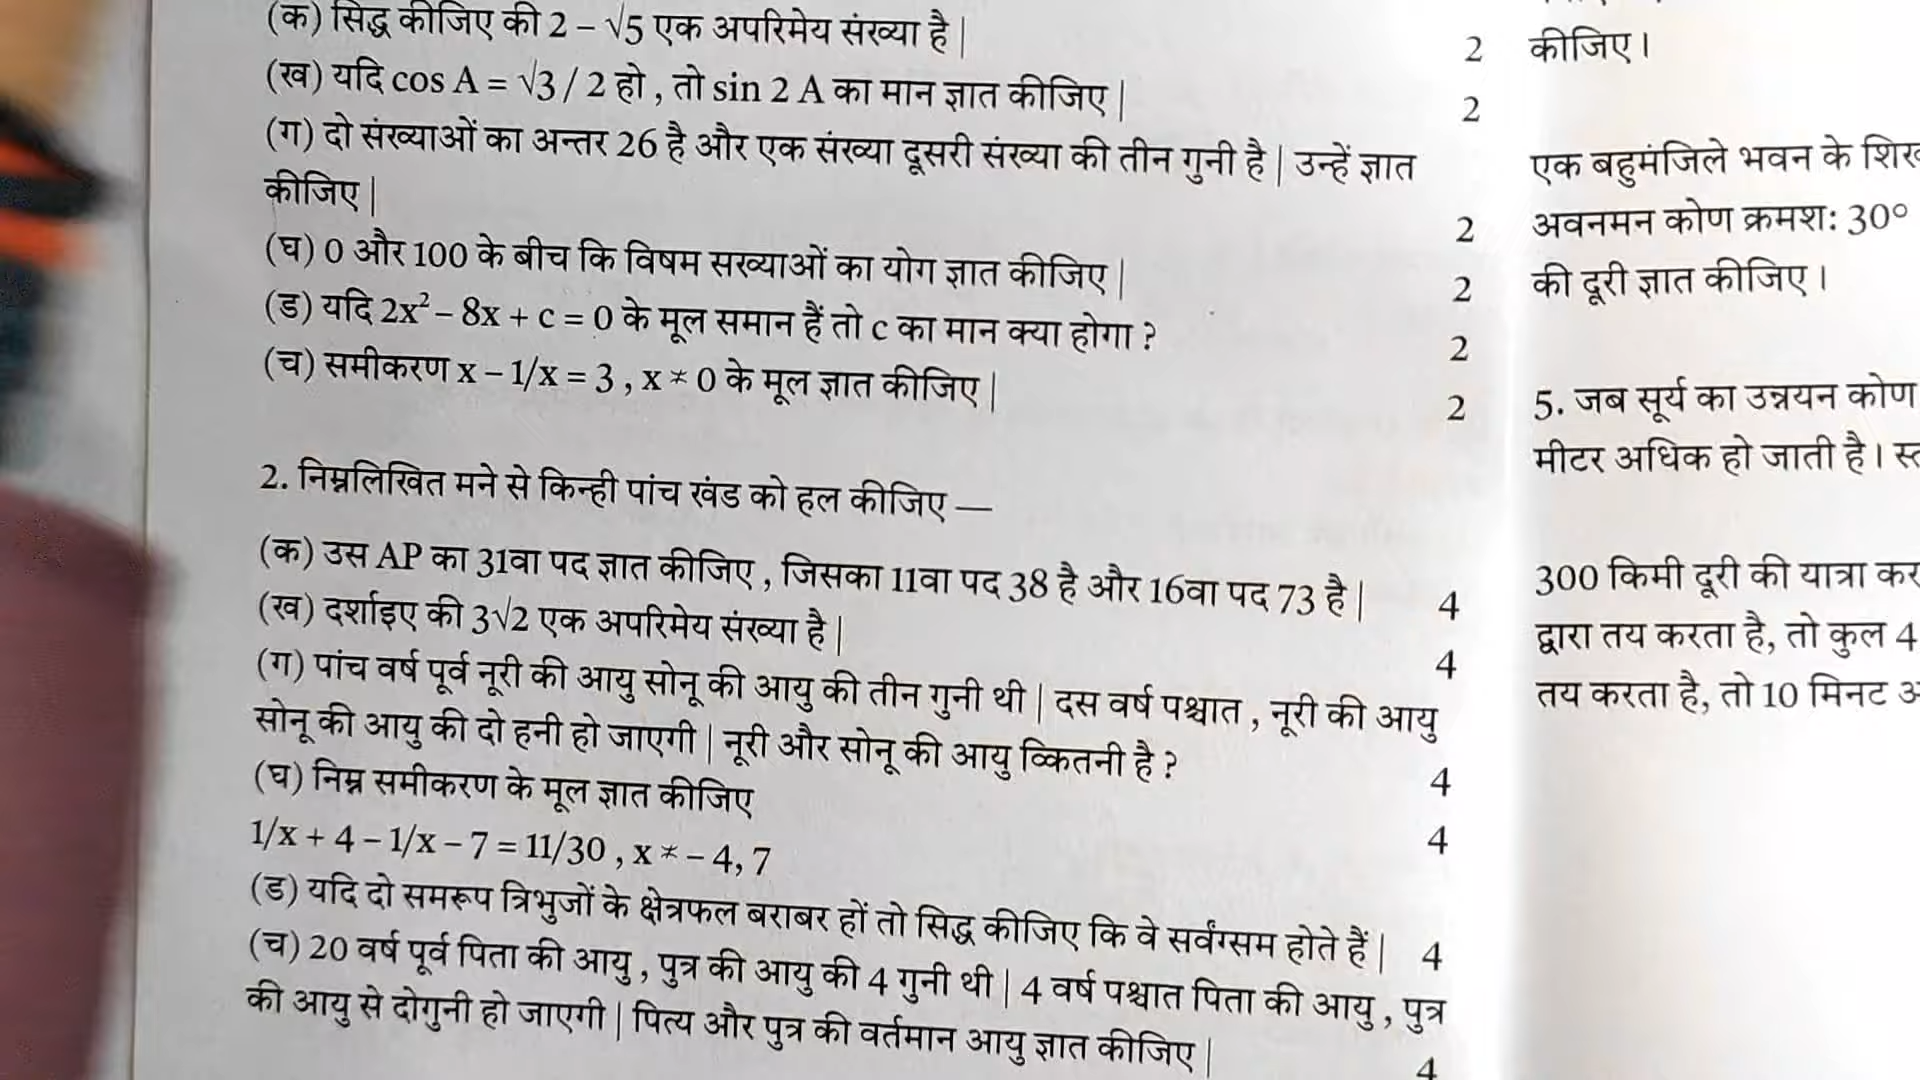 (क) सिद्ध कीजिए की 2 – √5 एक अपरिमेय संख्या है | 2
(ख) यदि cos A = √3 / 2 हो , तो sin 2 A का मान ज्ञात कीजिए | 2
(ग) दो संख्याओं का अन्तर 26 है और एक संख्या दूसरी संख्या की तीन गुनी है | उन्हें ज्ञात
कीजिए | 2
(घ) 0 और 100 के बीच कि विषम सख्याओं का योग ज्ञात कीजिए | 2
(ड) यदि 2x² – 8x + c = 0 के मूल समान हैं तो c का मान क्या होगा ? 2
(च) समीकरण x – 1/x = 3 , x ≠ 0 के मूल ज्ञात कीजिए | 2
2. निम्नलिखित मने से किन्ही पांच खंड को हल कीजिए —
(क) उस AP का 31वा पद ज्ञात कीजिए , जिसका 11वा पद 38 है और 16वा पद 73 है | 4
(ख) दर्शाइए की 3√2 एक अपरिमेय संख्या है | 4
(ग) पांच वर्ष पूर्व नूरी की आयु सोनू की आयु की तीन गुनी थी | दस वर्ष पश्चात , नूरी की आयु
सोनू की आयु की दो हनी हो जाएगी | नूरी और सोनू की आयु व्कितनी है ? 4
(घ) निम्न समीकरण के मूल ज्ञात कीजिए 4
1/x + 4 – 1/x – 7 = 11/30 , x ≠ – 4, 7
(ड) यदि दो समरूप त्रिभुजों के क्षेत्रफल बराबर हों तो सिद्ध कीजिए कि वे सर्वंग्सम होते हैं | 4
(च) 20 वर्ष पूर्व पिता की आयु , पुत्र की आयु की 4 गुनी थी | 4 वर्ष पश्चात पिता की आयु , पुत्र
की आयु से दोगुनी हो जाएगी | पित्य और पुत्र की वर्तमान आयु ज्ञात कीजिए | 4
कीजिए।
एक बहुमंजिले भवन के
अवनमन कोण क्रमश: 30°
की दूरी ज्ञात कीजिए।
5. जब सूर्य का उन्नयन कोण
मीटर अधिक हो जाती है।
300 किमी दूरी की यात्रा
द्वारा तय करता है, तो कुल 4
तय करता है, तो 10 मिनट